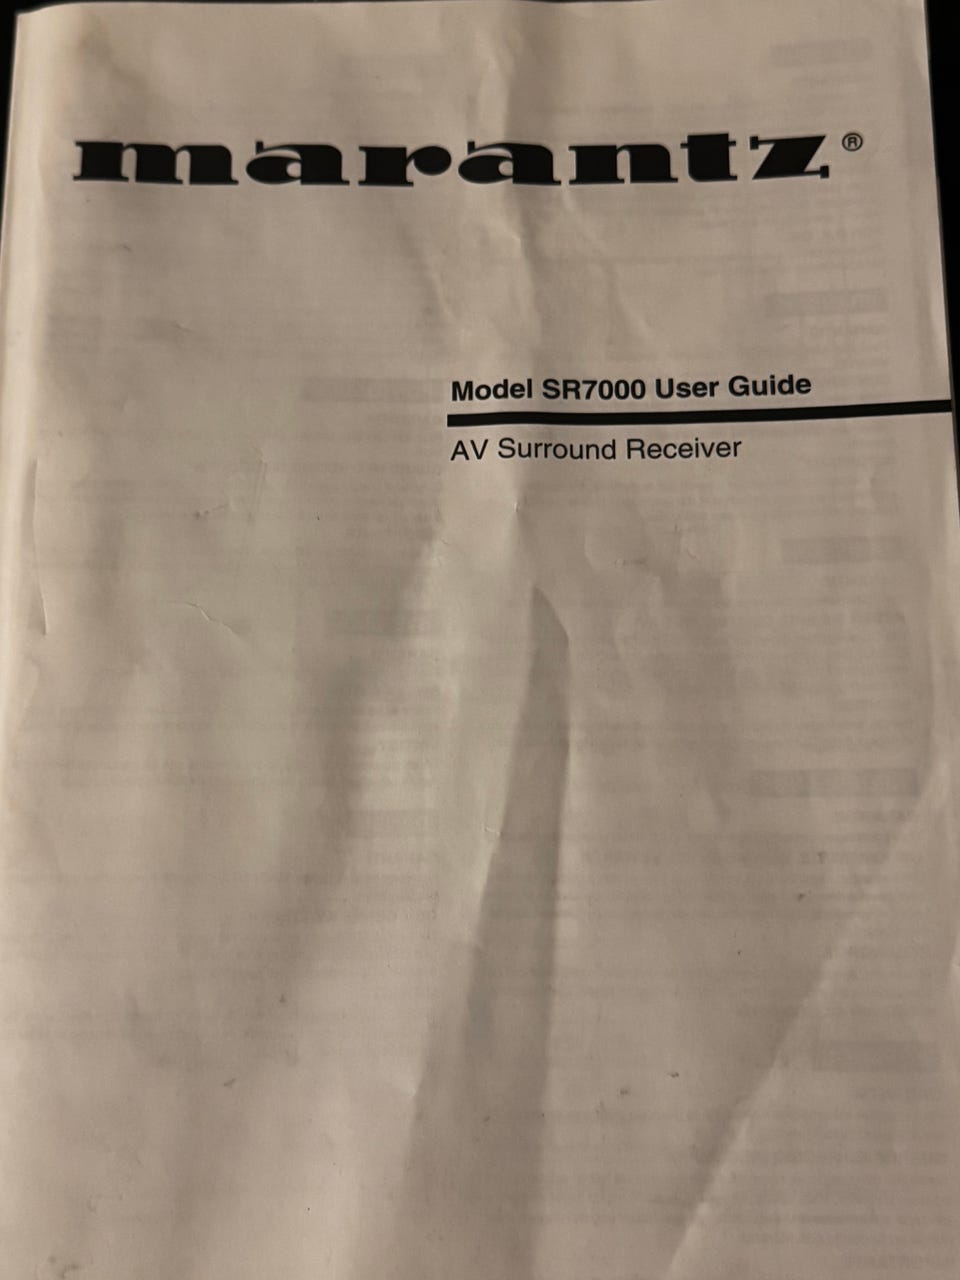 marantz®
Model SR7000 User Guide
AV Surround Receiver